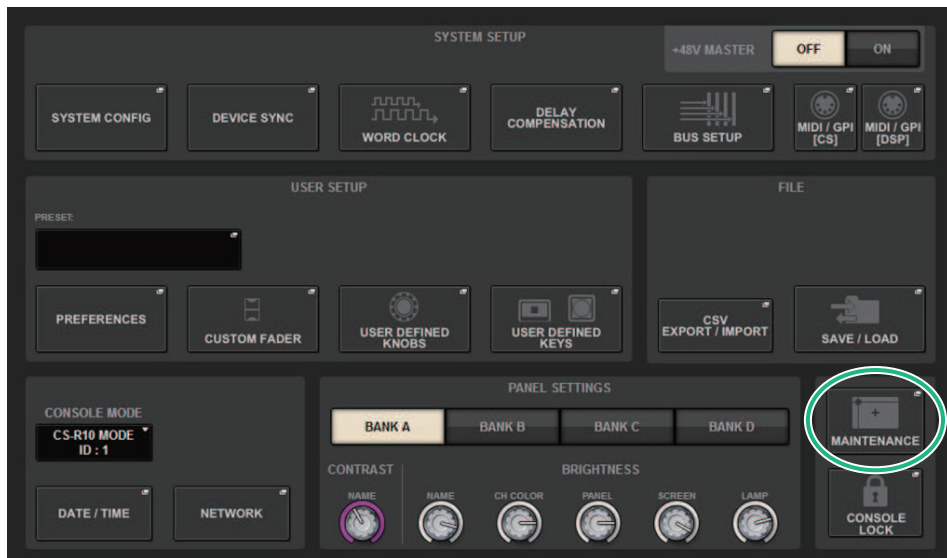 SYSTEM SETUP
+48V MASTER
OFF
ON
SYSTEM CONFIG
DEVICE SYNC
WORD CLOCK
DELAY
COMPENSATION
BUS SETUP
MIDI / GPI
[CS]
MIDI / GPI
[DSP]
USER SETUP
FILE
PRESET:
PREFERENCES
CUSTOM FADER
USER DEFINED
KNOBS
USER DEFINED
KEYS
CSV
EXPORT / IMPORT
SAVE / LOAD
CONSOLE MODE
CS-R10 MODE
ID : 1
DATE / TIME
NETWORK
PANEL SETTINGS
BANK A
BANK B
BANK C
BANK D
CONTRAST
BRIGHTNESS
NAME
NAME
CH COLOR
PANEL
SCREEN
LAMP
MAINTENANCE
CONSOLE
LOCK